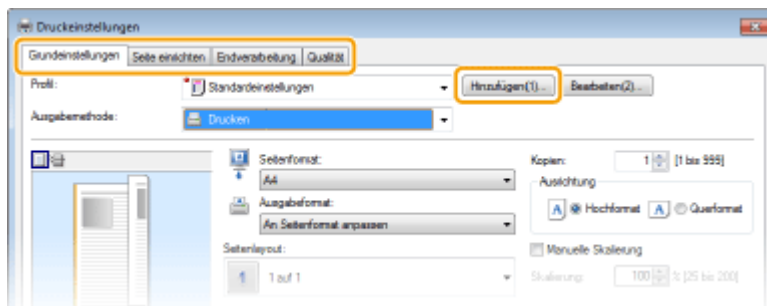 Druckeinstellungen
Grundeinstellungen Seite einrichten Endverarbeitung Qualität
Profil: Standardeinstellungen Hinzufügen(1)... Bearbeiten(2)...
Ausgabemethode: Drucken
Seitenformat: Kopien: 1 [1 bis 999]
A4 Ausrichtung
Ausgabeformat: A Hochformat A Querformat
An Seitenformat anpassen
Seitenlayout: Manuelle Skalierung
1 1 auf 1 Skalierung: 100 % [25 bis 200]